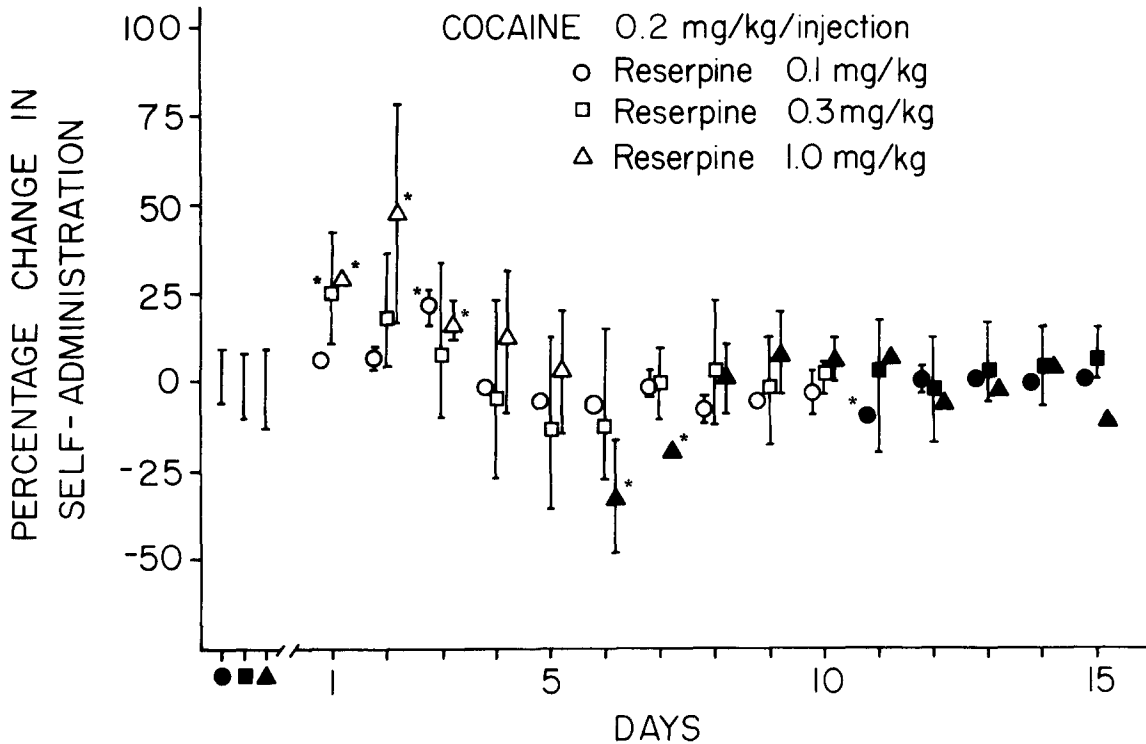 PERCENTAGE CHANGE IN
SELF-ADMINISTRATION
100
75
50
25
0
-25
-50
COCAINE 0.2 mg/kg/injection
Reserpine 0.1 mg/kg
Reserpine 0.3 mg/kg
Reserpine 1.0 mg/kg
* *
*
* *
*
*
*
1 5 10 15
DAYS